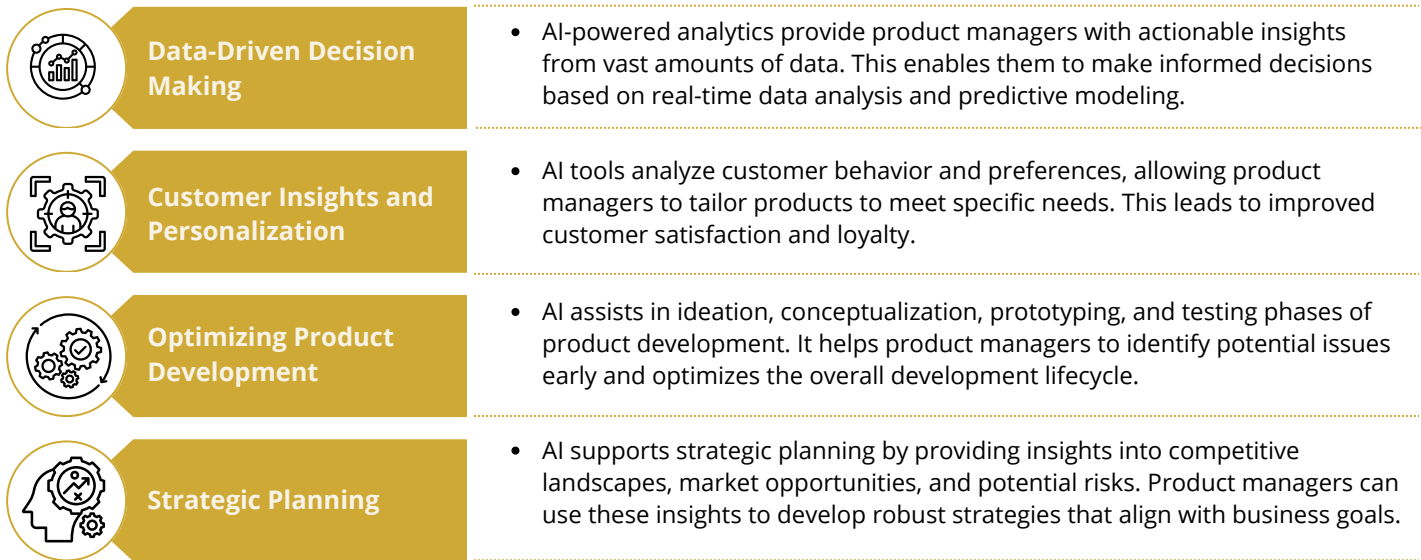 Data-Driven Decision
Making
• AI-powered analytics provide product managers with actionable insights
from vast amounts of data. This enables them to make informed decisions
based on real-time data analysis and predictive modeling.
Customer Insights and
Personalization
• AI tools analyze customer behavior and preferences, allowing product
managers to tailor products to meet specific needs. This leads to improved
customer satisfaction and loyalty.
Optimizing Product
Development
• AI assists in ideation, conceptualization, prototyping, and testing phases of
product development. It helps product managers to identify potential issues
early and optimizes the overall development lifecycle.
Strategic Planning
• AI supports strategic planning by providing insights into competitive
landscapes, market opportunities, and potential risks. Product managers can
use these insights to develop robust strategies that align with business goals.